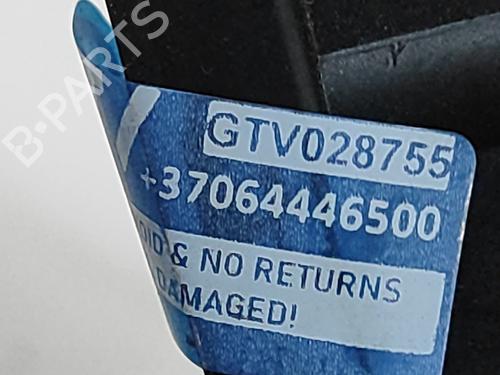 B-PARTS
GTV028755
+37064446500
& NO RETURNS
DAMAGED!